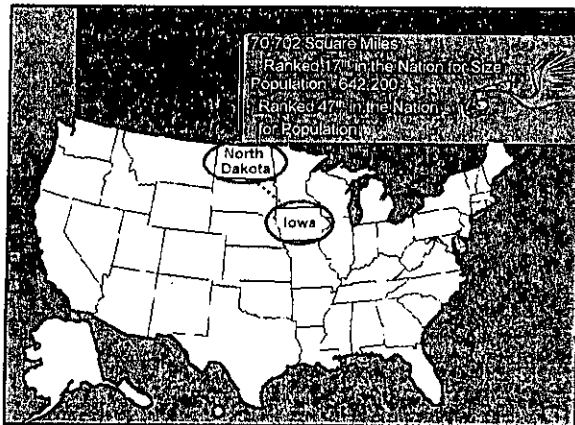 70,702 Square Miles
Ranked 17th in the Nation for Size
Population 642,200
Ranked 47th in the Nation
for Population
North
Dakota
Iowa